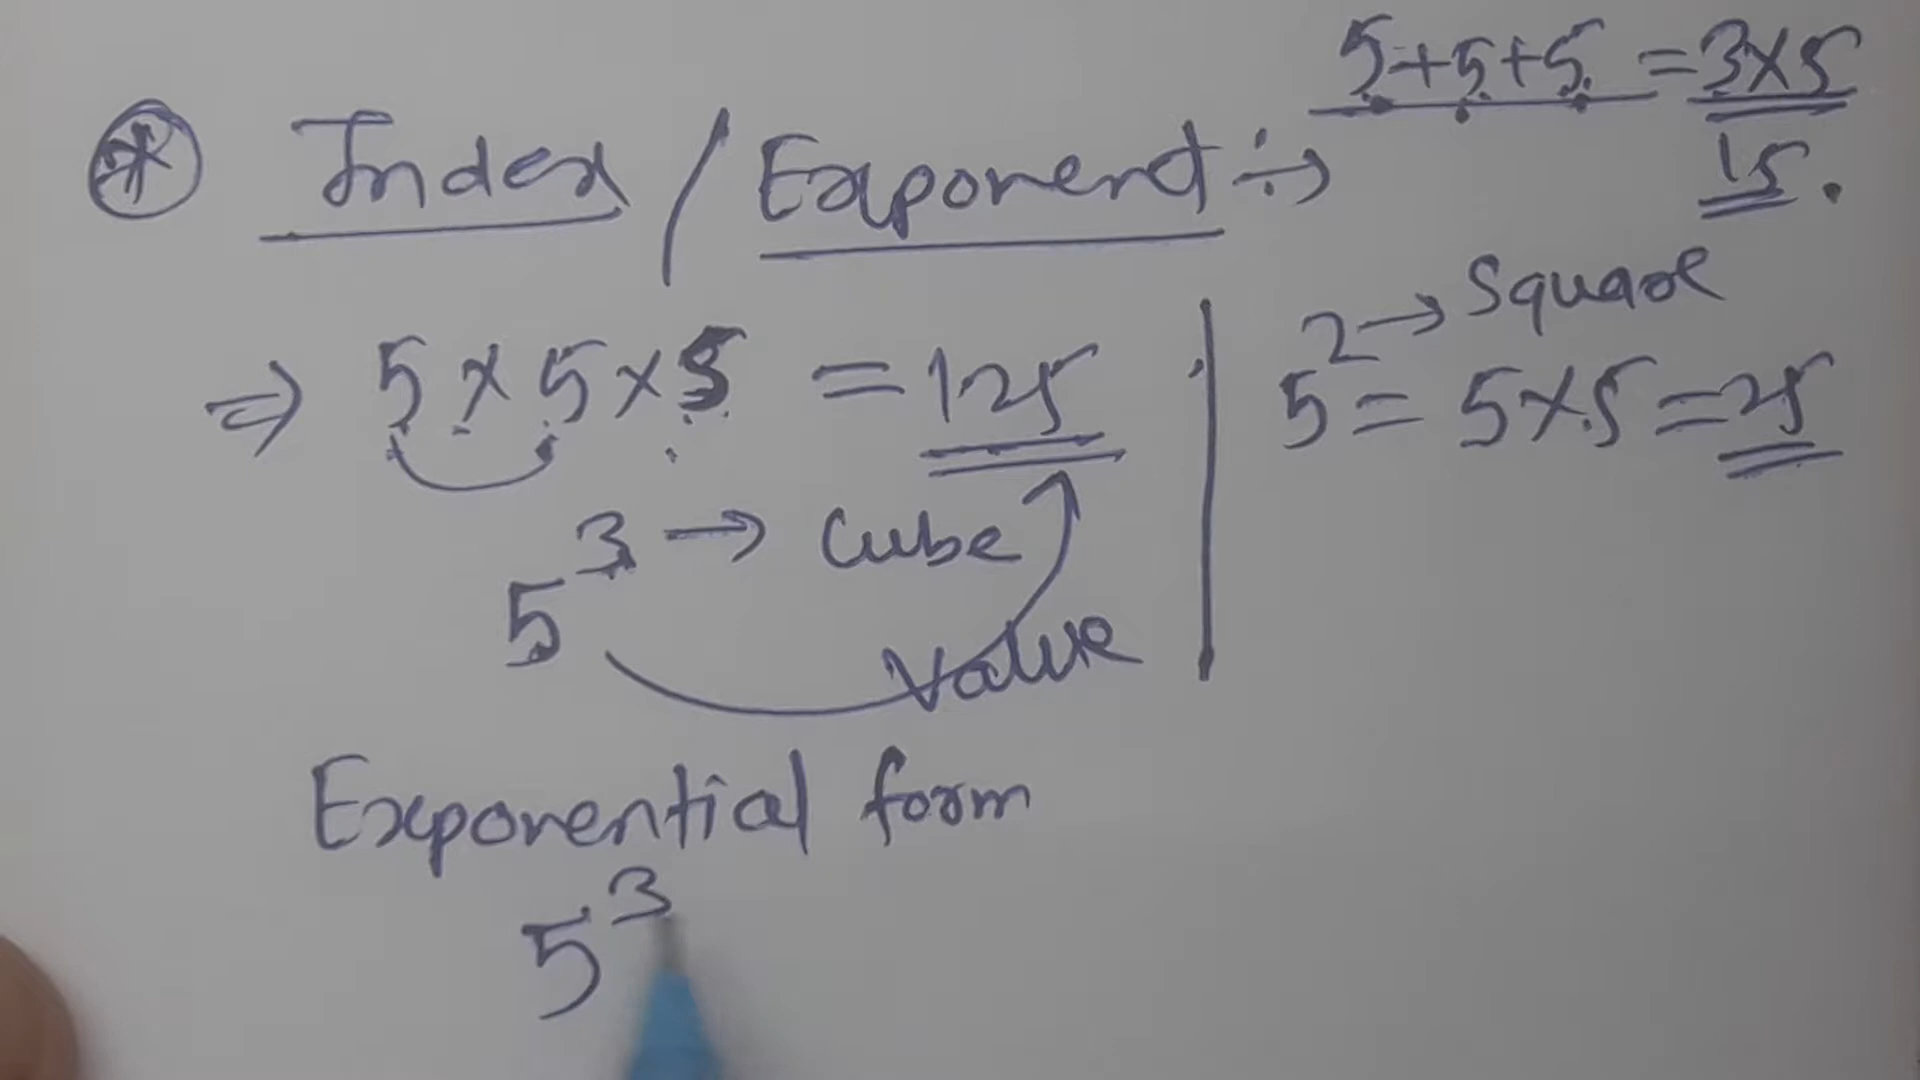 5+5+5 = 3×5
15.
* Index / Exponent :→
⇒ 5 × 5 × 5 = 125
5³ → Cube
Value
5² → Square
5² = 5×5 = 25
Exponential form
5³